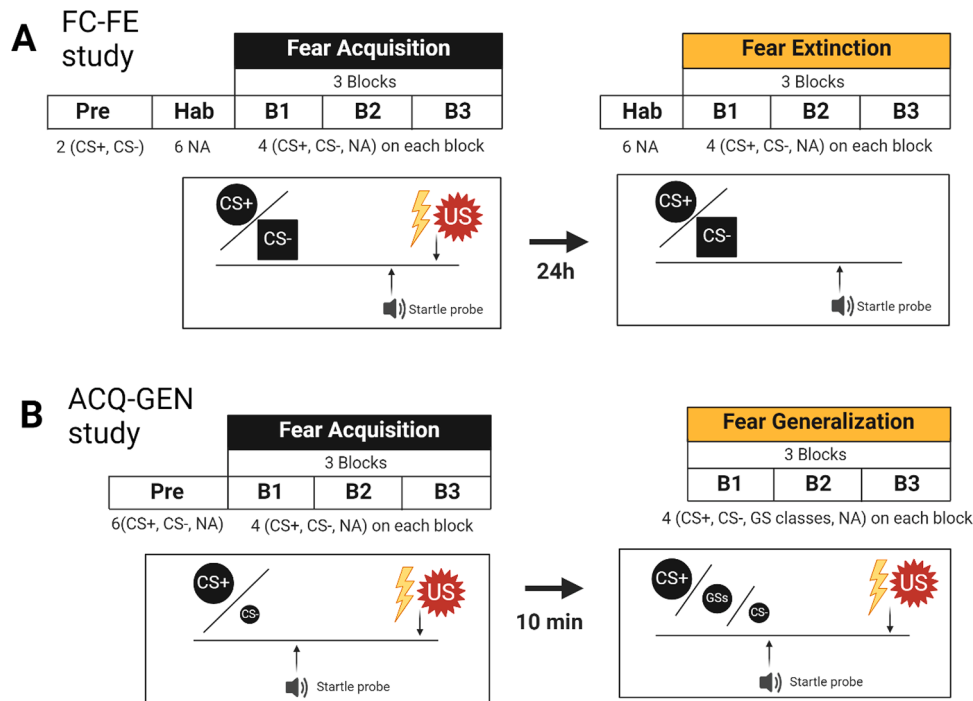 A
FC-FE
study
Fear Acquisition
3 Blocks
Pre Hab B1 B2 B3
2 (CS+, CS-) 6 NA 4 (CS+, CS-, NA) on each block
CS+
CS-
US
Startle probe
24h
Fear Extinction
3 Blocks
Hab B1 B2 B3
6 NA 4 (CS+, CS-, NA) on each block
CS+
CS-
Startle probe
B
ACQ-GEN
study
Fear Acquisition
3 Blocks
Pre B1 B2 B3
6(CS+, CS-, NA) 4 (CS+, CS-, NA) on each block
CS+
CS-
US
Startle probe
10 min
Fear Generalization
3 Blocks
B1 B2 B3
4 (CS+, CS-, GS classes, NA) on each block
CS+
GSs
CS-
US
Startle probe